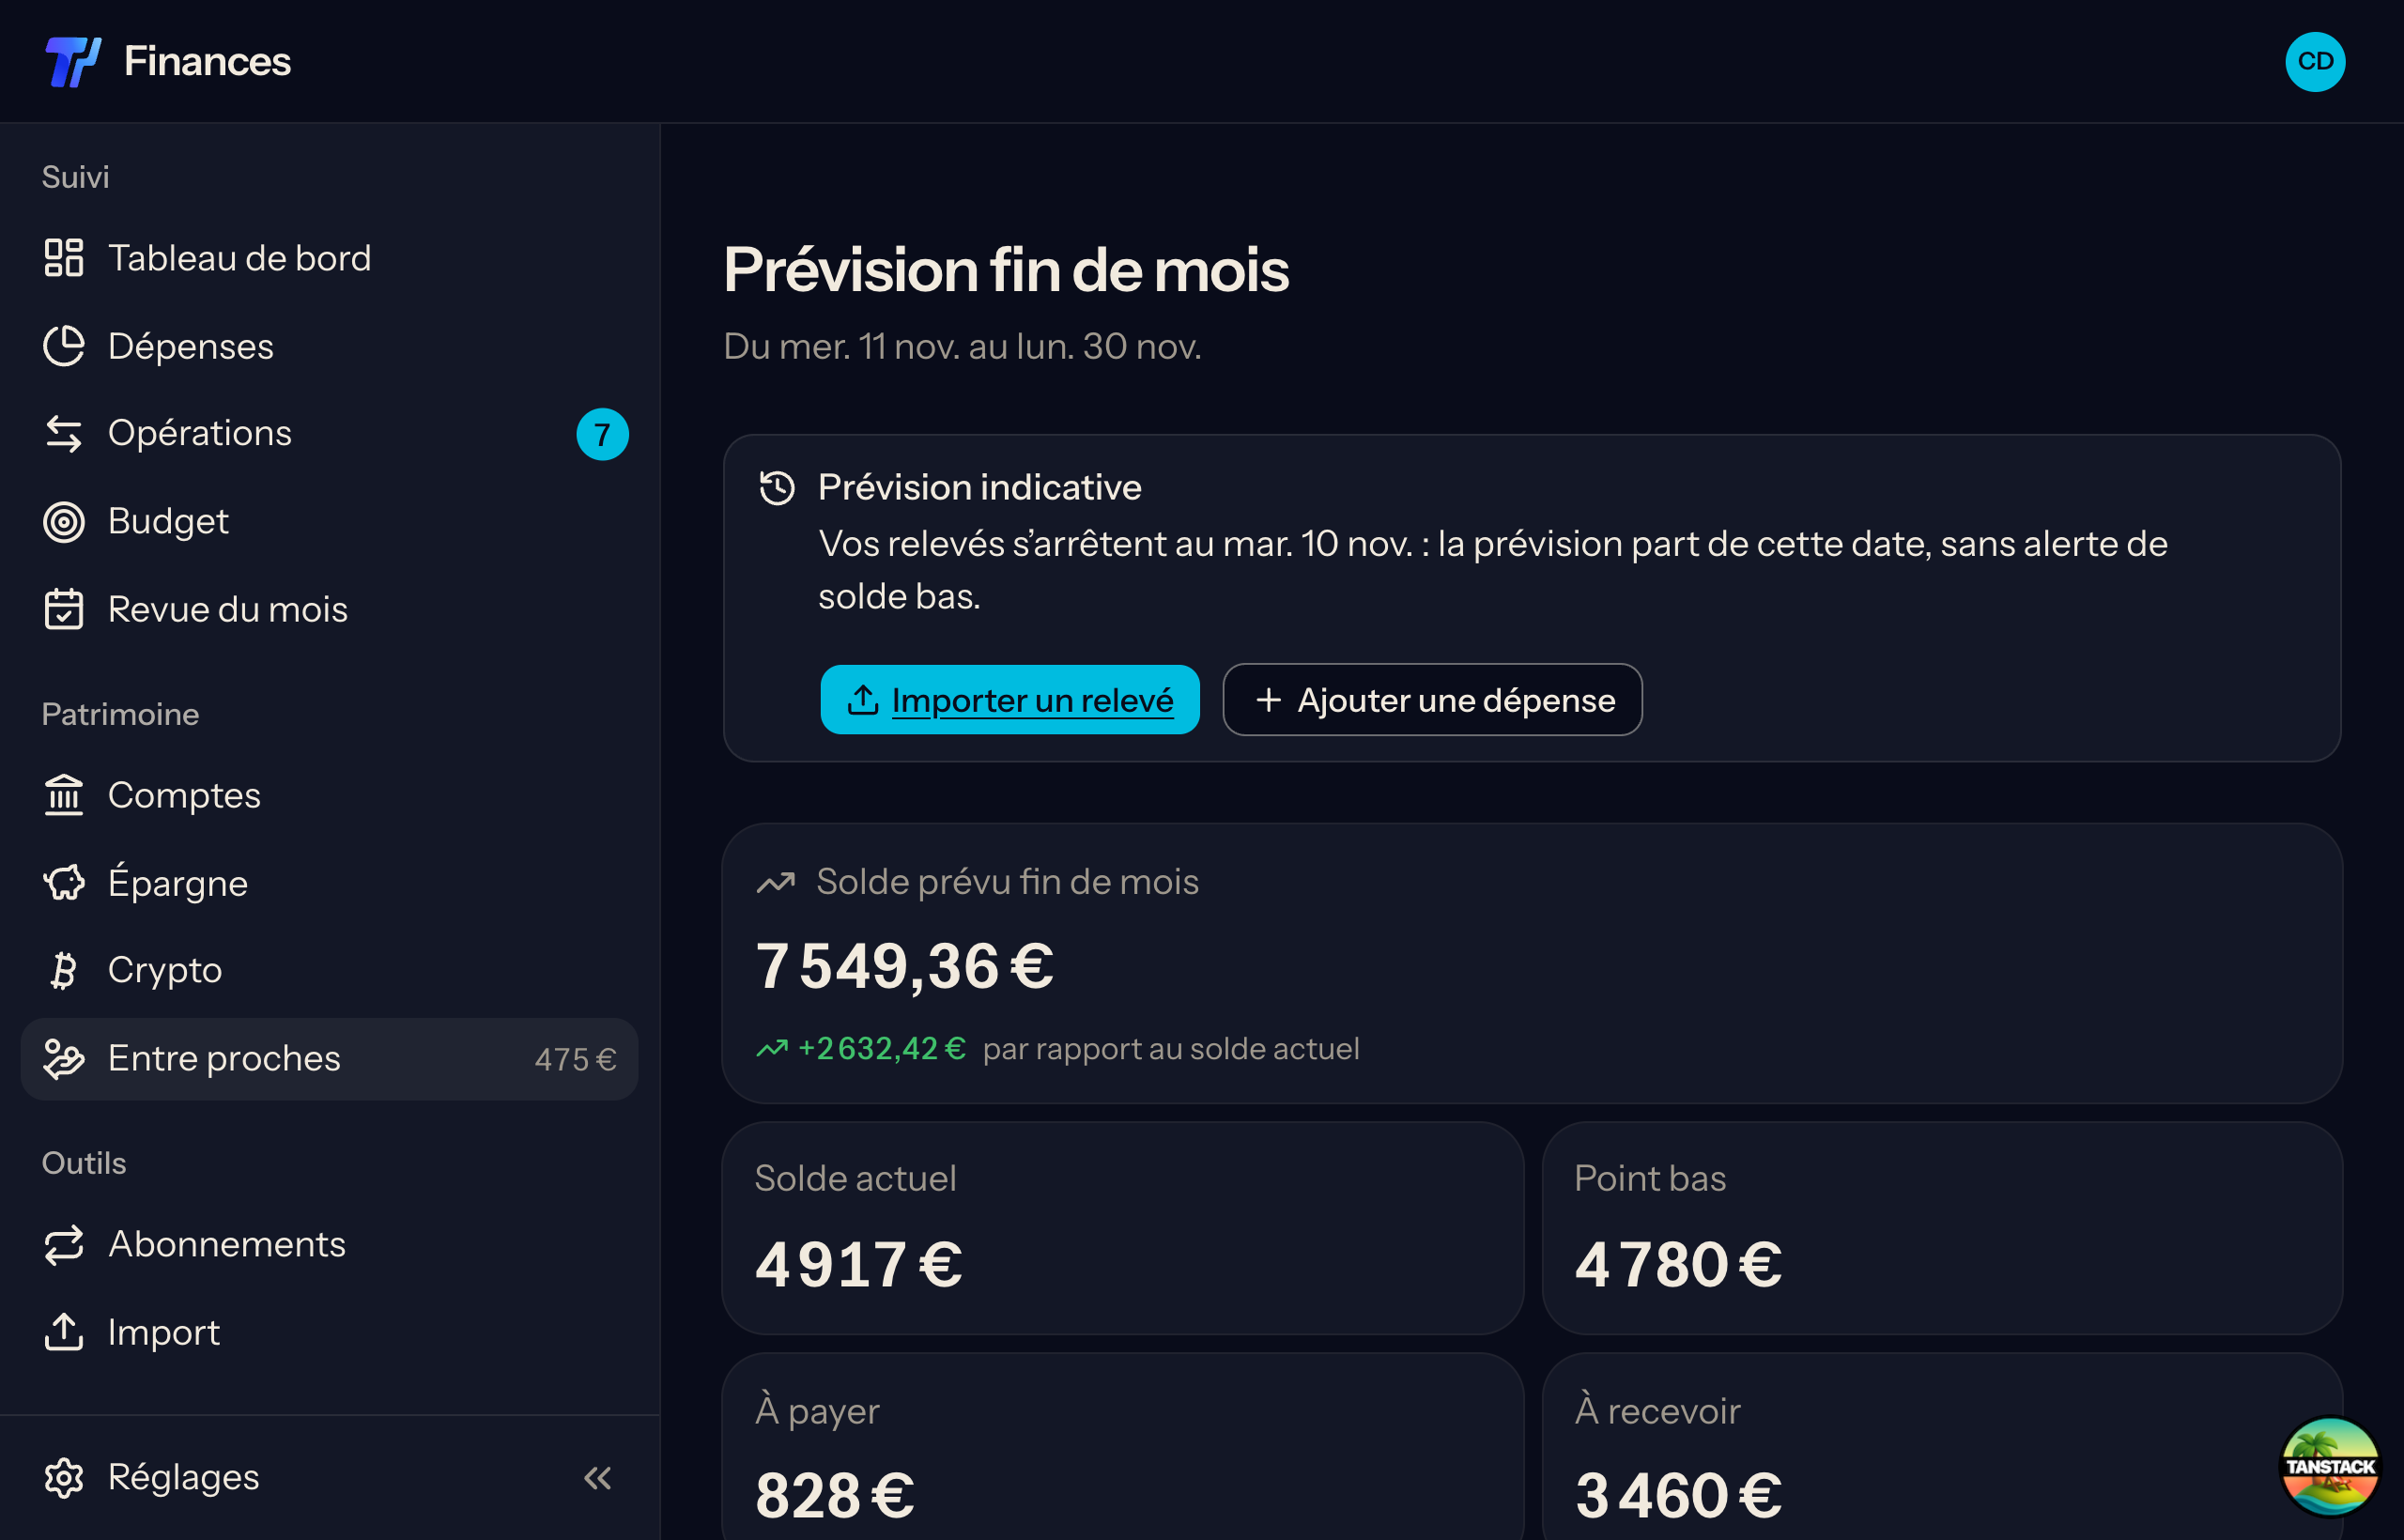 Finances
CD
Suivi
Tableau de bord
Dépenses
Opérations
7
Budget
Revue du mois
Patrimoine
Comptes
Épargne
Crypto
Entre proches
475 €
Outils
Abonnements
Import
Réglages
Prévision fin de mois
Du mer. 11 nov. au lun. 30 nov.
Prévision indicative
Vos relevés s’arrêtent au mar. 10 nov. : la prévision part de cette date, sans alerte de
solde bas.
Importer un relevé
Ajouter une dépense
Solde prévu fin de mois
7 549,36 €
+2 632,42 € par rapport au solde actuel
Solde actuel
4 917 €
Point bas
4 780 €
À payer
828 €
À recevoir
3 460 €
TANSTACK